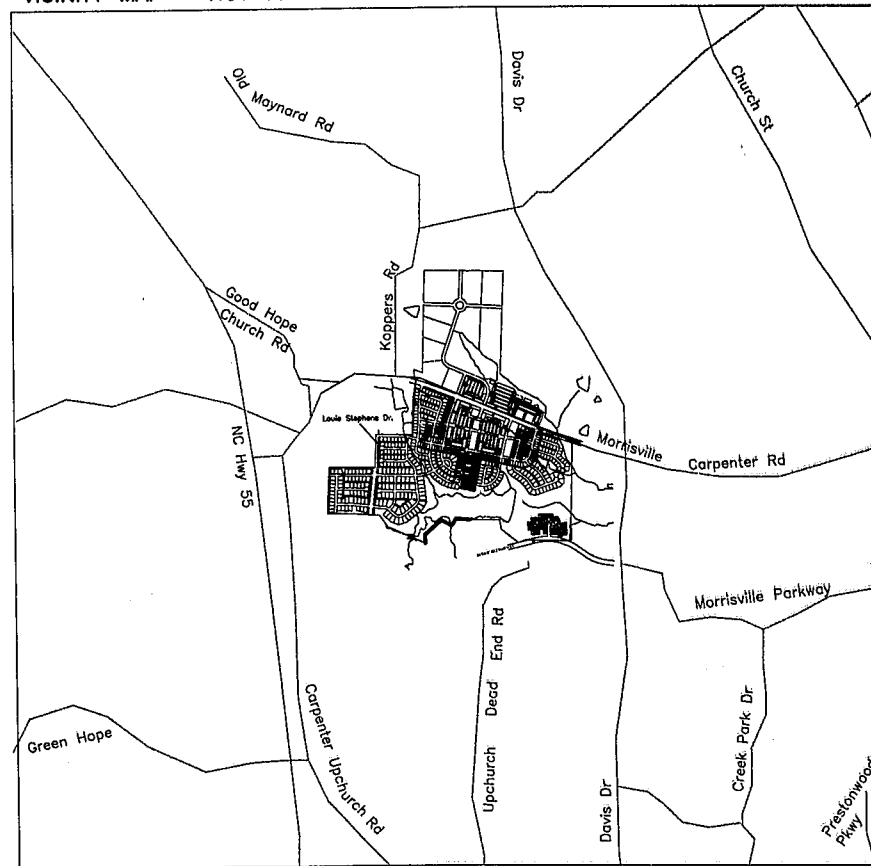 Old Maynard Rd
Davis Dr
Church St
Koppers Rd
Good Hope
Church Rd
Louis Stephens Dr.
NC Hwy 55
Morrisville
Carpenter Rd
Morrisville Parkway
Upchurch Dead End Rd
Carpenter Upchurch Rd
Green Hope
Davis Dr
Creek Park Dr.
Prestonwood
Pkwy